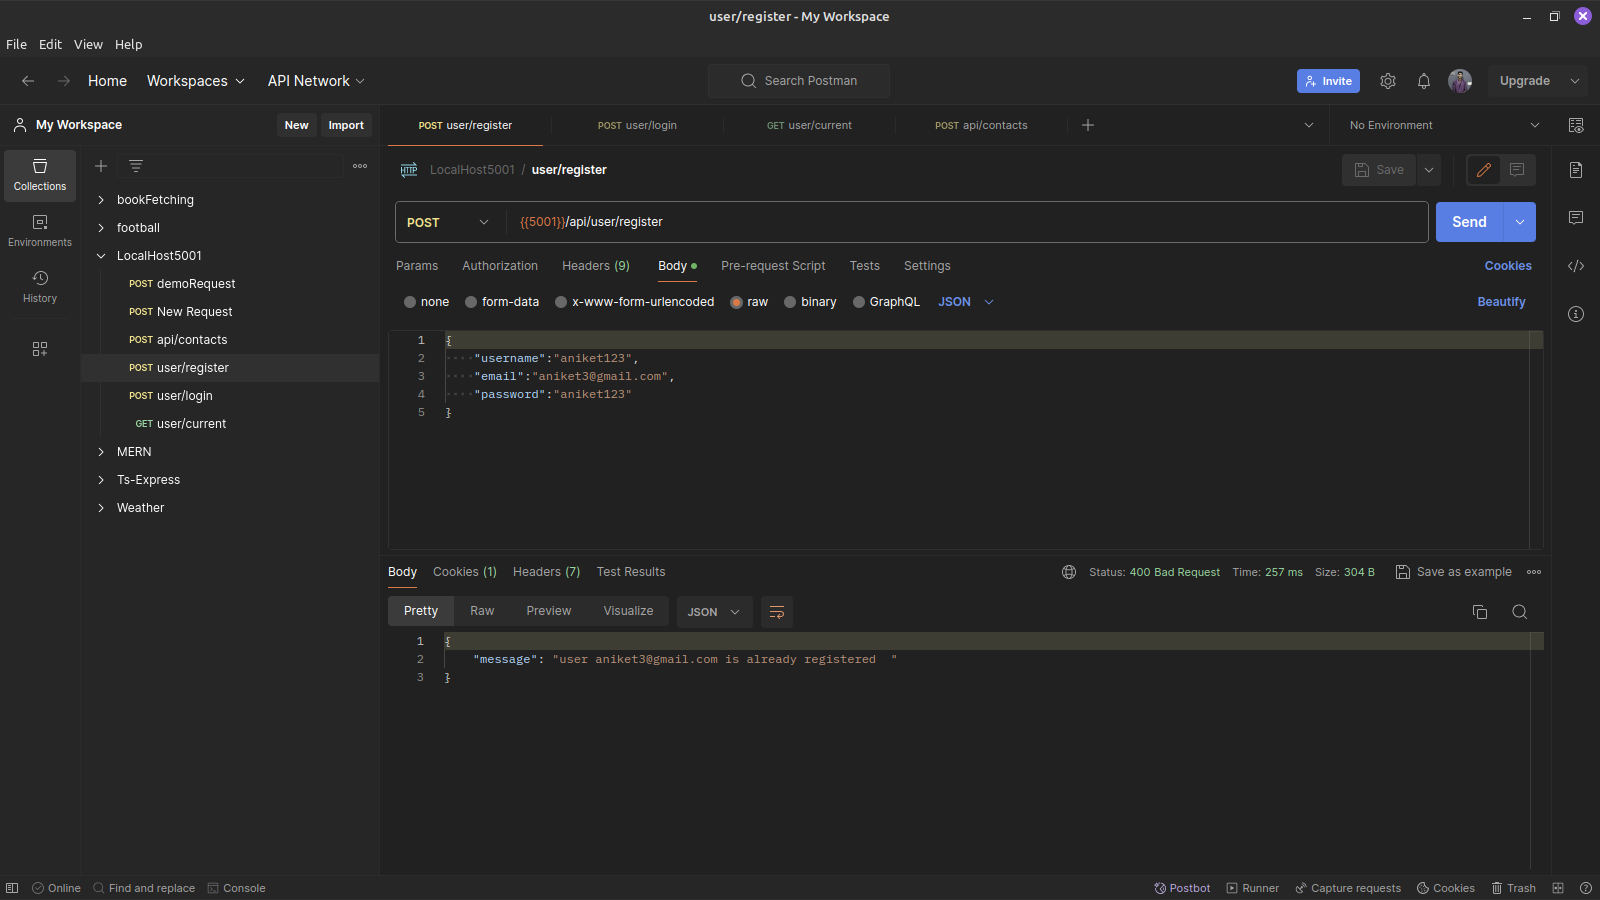 user/register - My Workspace
File Edit View Help
Home Workspaces API Network Search Postman Invite Upgrade
My Workspace New Import
POST user/register POST user/login GET user/current POST api/contacts No Environment
Collections
Environments
History
bookFetching
football
LocalHost5001
POST demoRequest
POST New Request
POST api/contacts
POST user/register
POST user/login
GET user/current
MERN
Ts-Express
Weather
HTTP LocalHost5001 / user/register Save
POST {{5001}}/api/user/register Send
Params Authorization Headers (9) Body Pre-request Script Tests Settings Cookies
none form-data x-www-form-urlencoded raw binary GraphQL JSON Beautify
1 {
2 "username":"aniket123",
3 "email":"aniket3@gmail.com",
4 "password":"aniket123"
5 }
Body Cookies (1) Headers (7) Test Results Status: 400 Bad Request Time: 257 ms Size: 304 B Save as example
Pretty Raw Preview Visualize JSON
1 {
2 "message": "user aniket3@gmail.com is already registered  "
3 }
Online Find and replace Console Postbot Runner Capture requests Cookies Trash